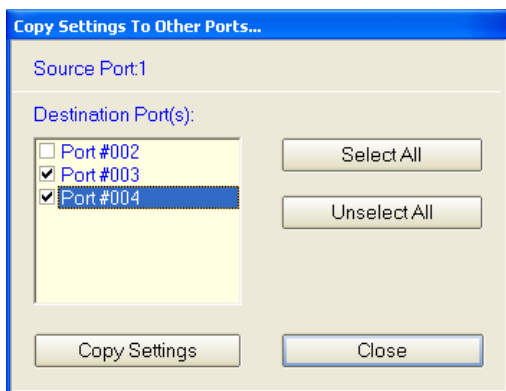 Copy Settings To Other Ports...
Source Port:1
Destination Port(s):
Port #002
Port #003
Port #004
Select All
Unselect All
Copy Settings
Close